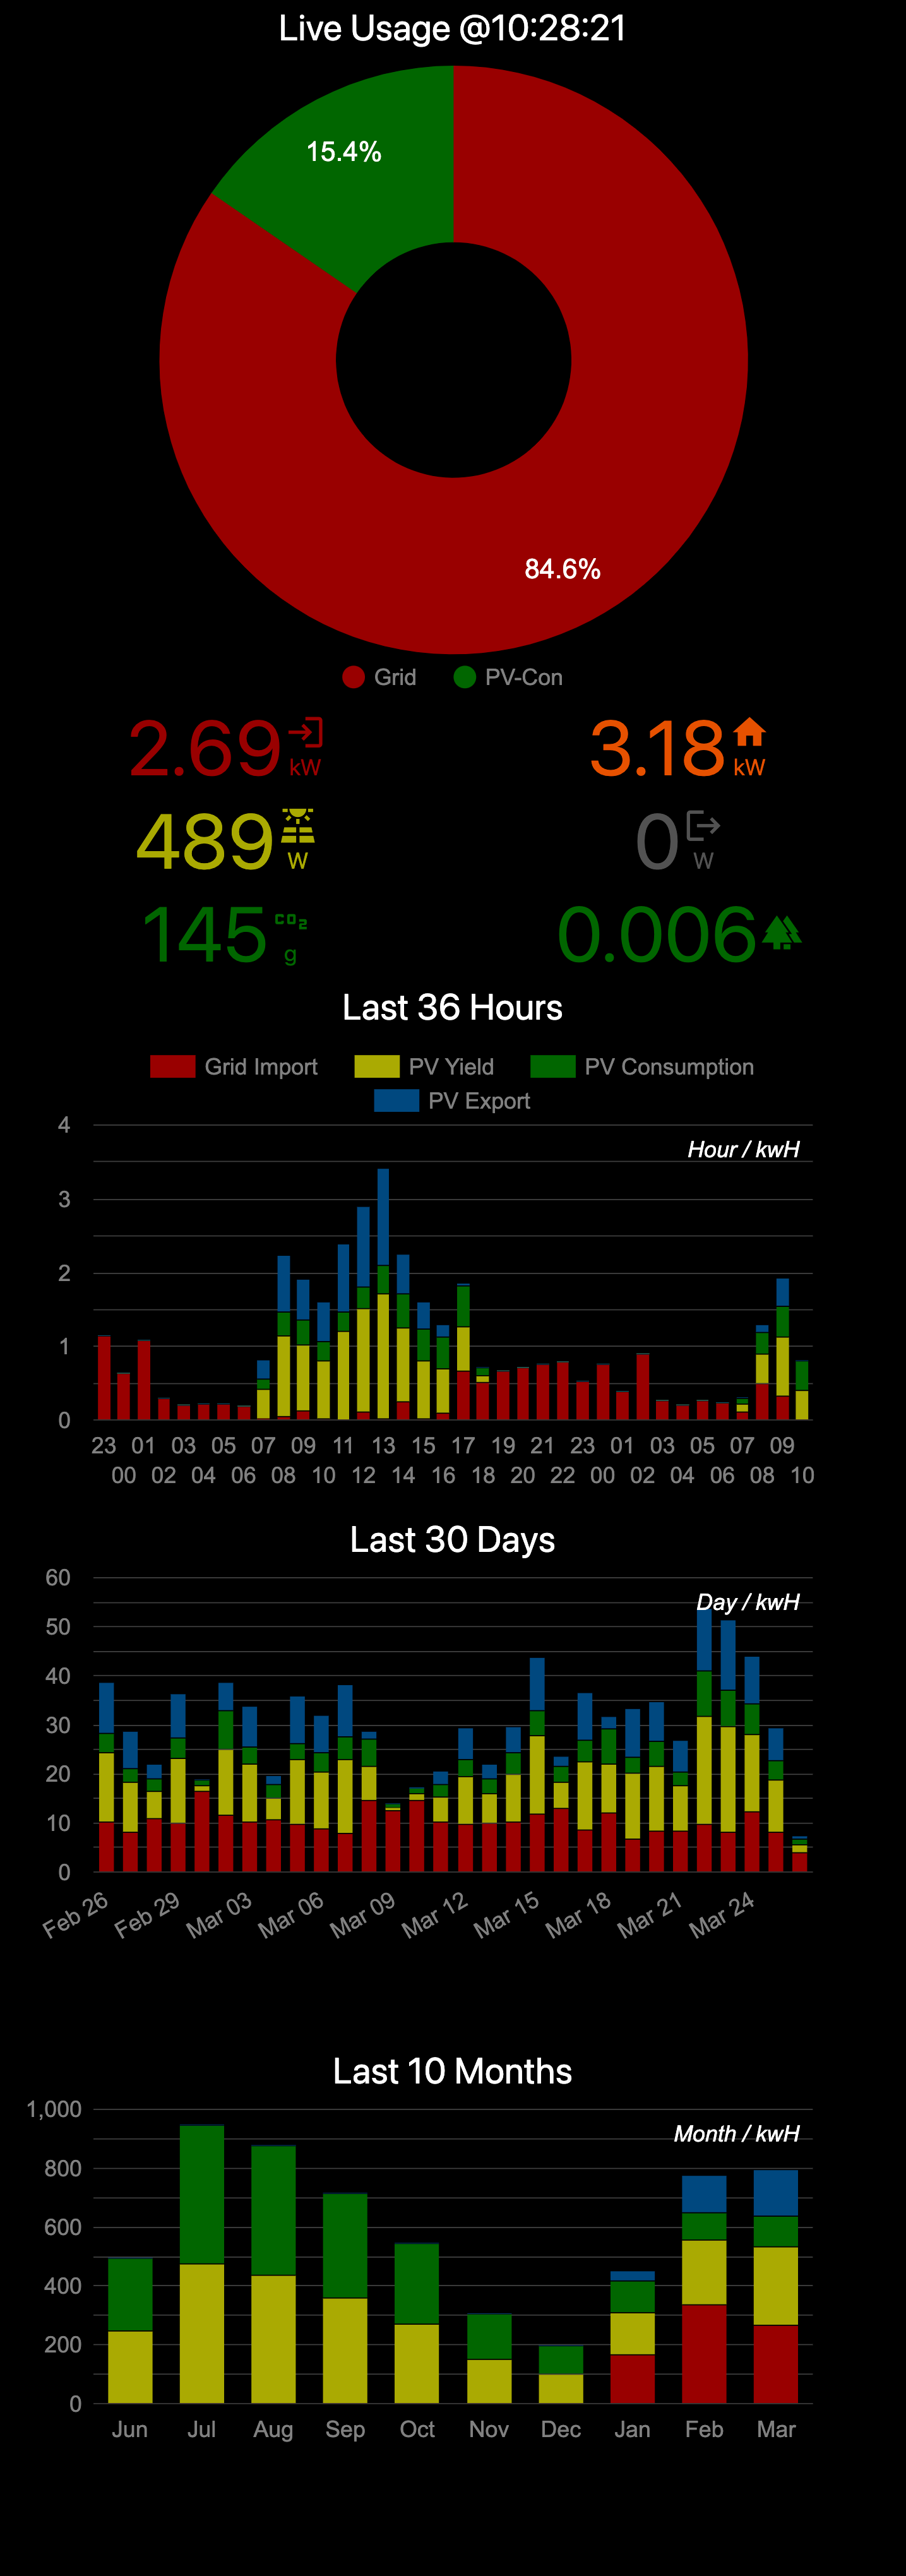 Live Usage @10:28:21
15.4%
84.6%
Grid PV-Con
2.69 kW 3.18 kW
489 W 0 W
145 CO2 g 0.006
Last 36 Hours
Grid Import PV Yield PV Consumption
PV Export
4
Hour / kwH
3
2
1
0
23 01 03 05 07 09 11 13 15 17 19 21 23 01 03 05 07 09
00 02 04 06 08 10 12 14 16 18 20 22 00 02 04 06 08 10
Last 30 Days
60
Day / kwH
50
40
30
20
10
0
Feb 26 Feb 29 Mar 03 Mar 06 Mar 09 Mar 12 Mar 15 Mar 18 Mar 21 Mar 24
Last 10 Months
1,000
Month / kwH
800
600
400
200
0
Jun Jul Aug Sep Oct Nov Dec Jan Feb Mar